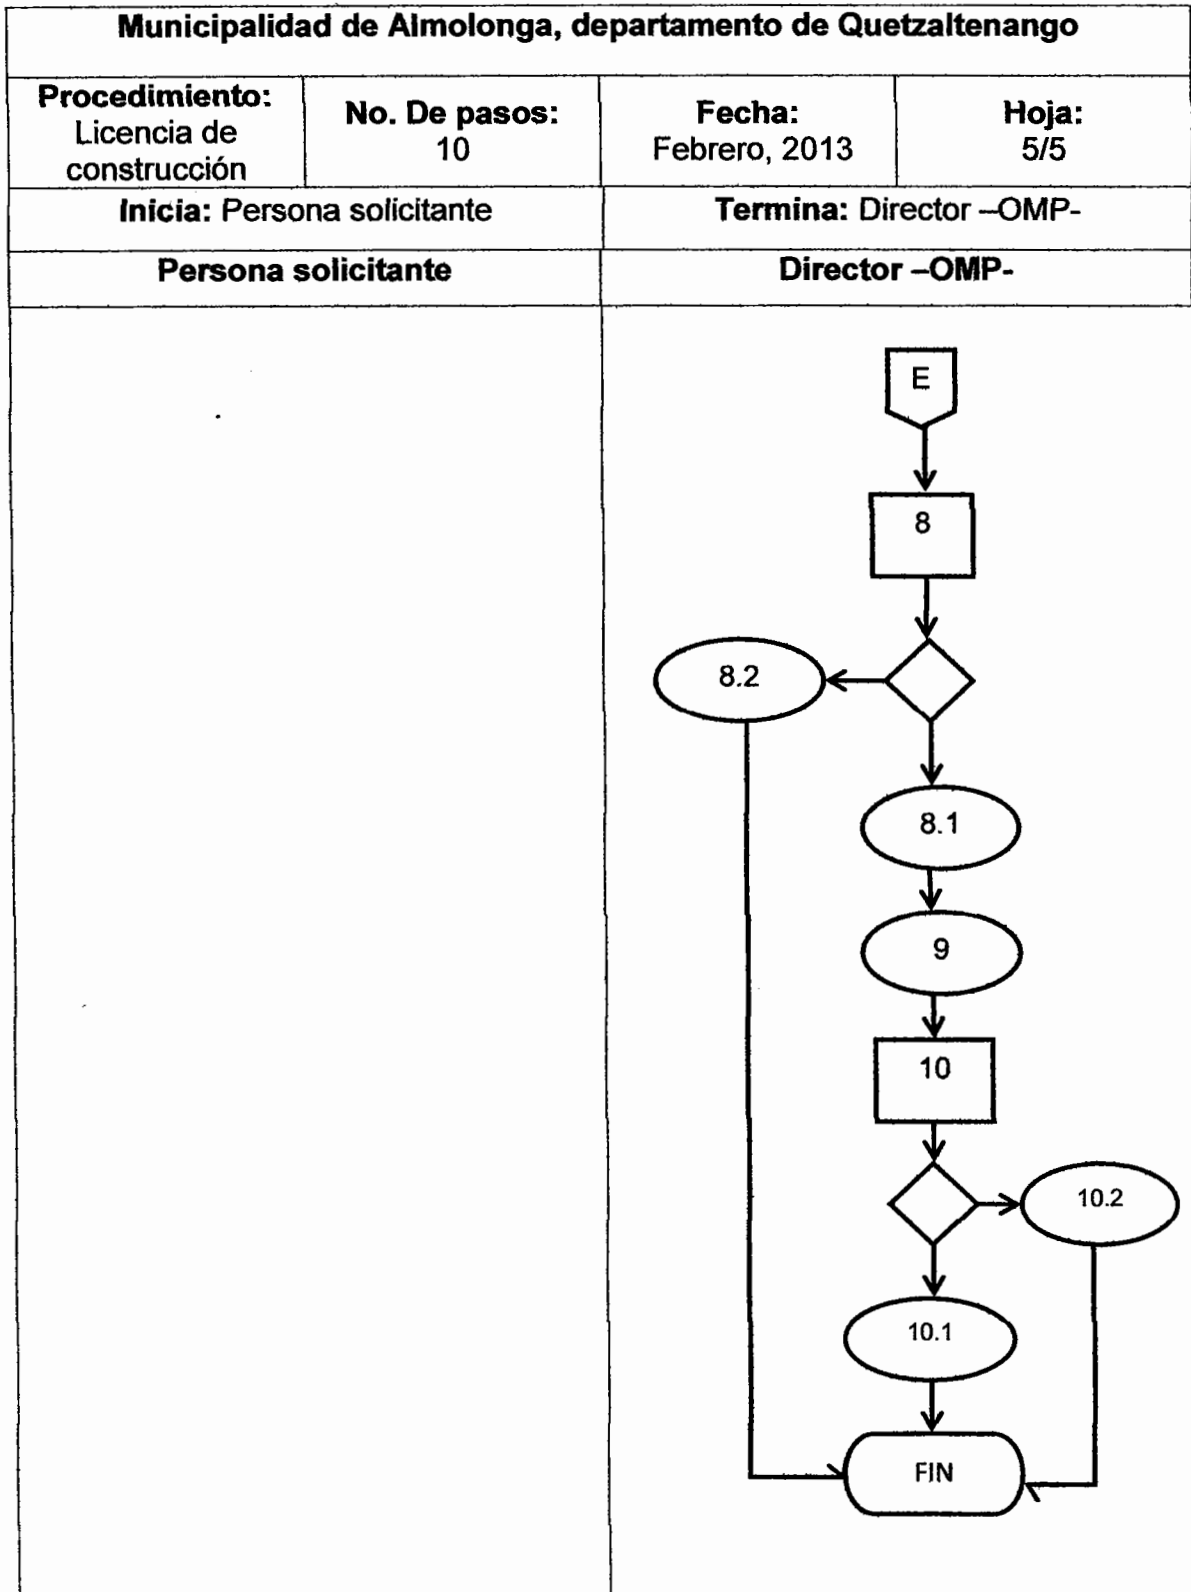 Municipalidad de Almolonga, departamento de Quetzaltenango
Procedimiento:
Licencia de
construcción
No. De pasos:
10
Fecha:
Febrero, 2013
Hoja:
5/5
Inicia: Persona solicitante
Termina: Director –OMP-
Persona solicitante
Director –OMP-
E
8
8.2
8.1
9
10
10.2
10.1
FIN